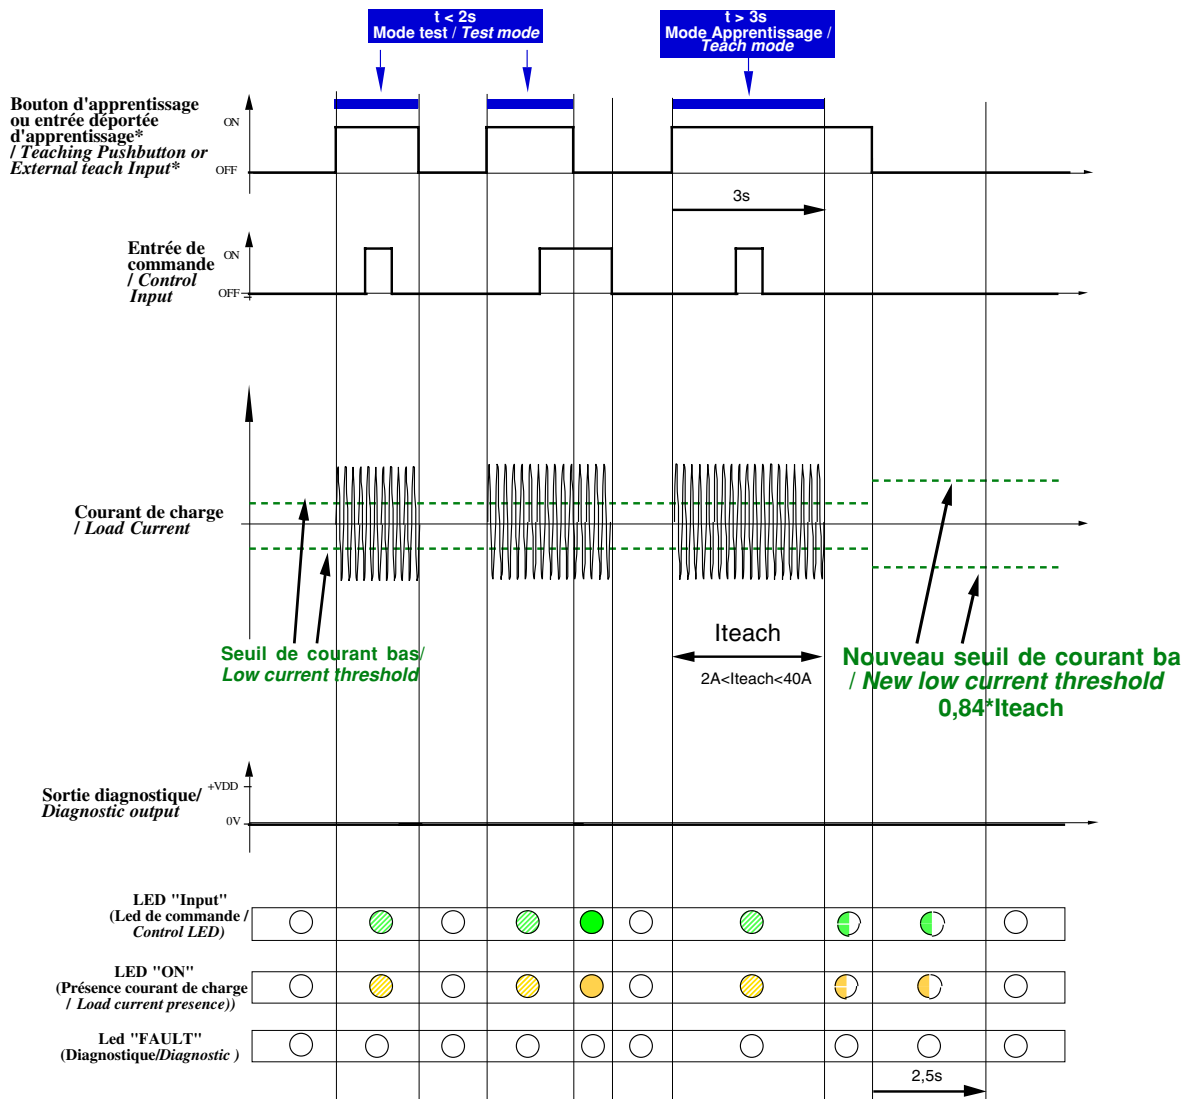 t < 2s
Mode test / Test mode
t > 3s
Mode Apprentissage /
Teach mode
Bouton d'apprentissage
ou entrée déportée
d'apprentissage*
/ Teaching Pushbutton or
External teach Input*
ON
OFF
3s
Entrée de
commande
/ Control
Input
ON
OFF
Courant de charge
/ Load Current
Seuil de courant bas/
Low current threshold
Iteach
2A<Iteach<40A
Nouveau seuil de courant ba
/ New low current threshold
0,84*Iteach
Sortie diagnostique/
Diagnostic output
+VDD
0V
LED "Input"
(Led de commande /
Control LED)
LED "ON"
(Présence courant de charge
/ Load current presence))
Led "FAULT"
(Diagnostique/Diagnostic )
2,5s